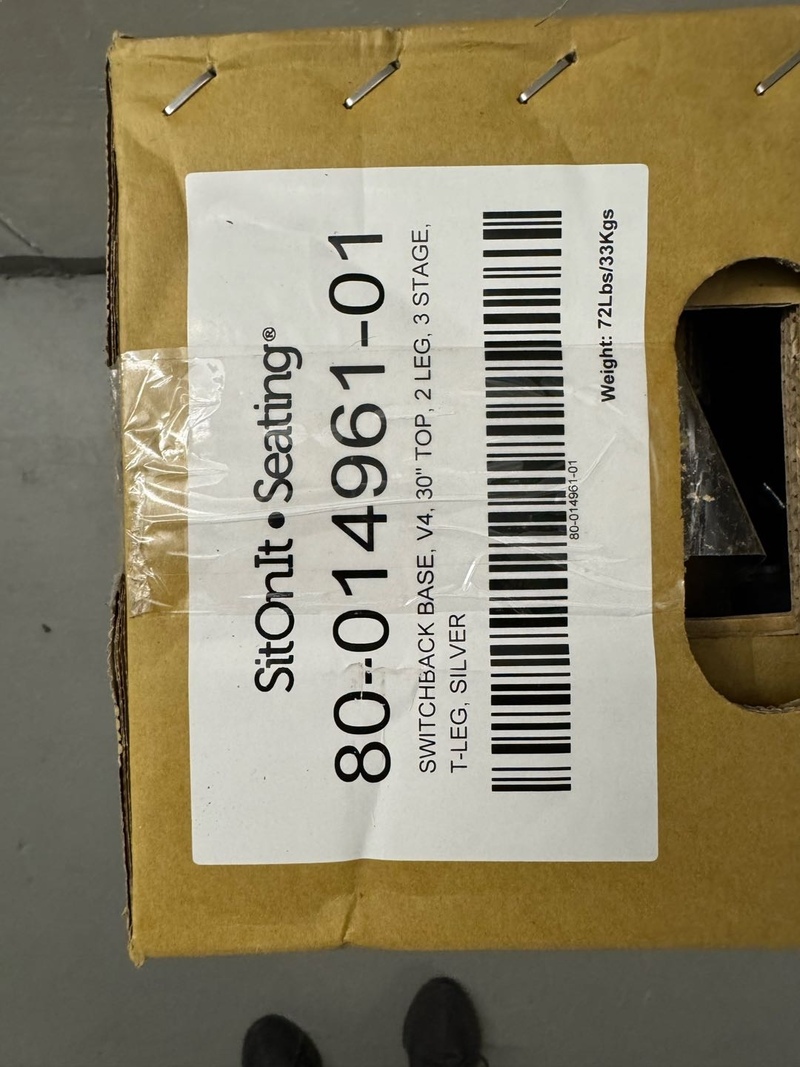 SitOnIt • Seating®
80-014961-01
SWITCHBACK BASE, V4, 30" TOP, 2 LEG, 3 STAGE,
T-LEG, SILVER
80-014961-01
Weight: 72Lbs/33Kgs